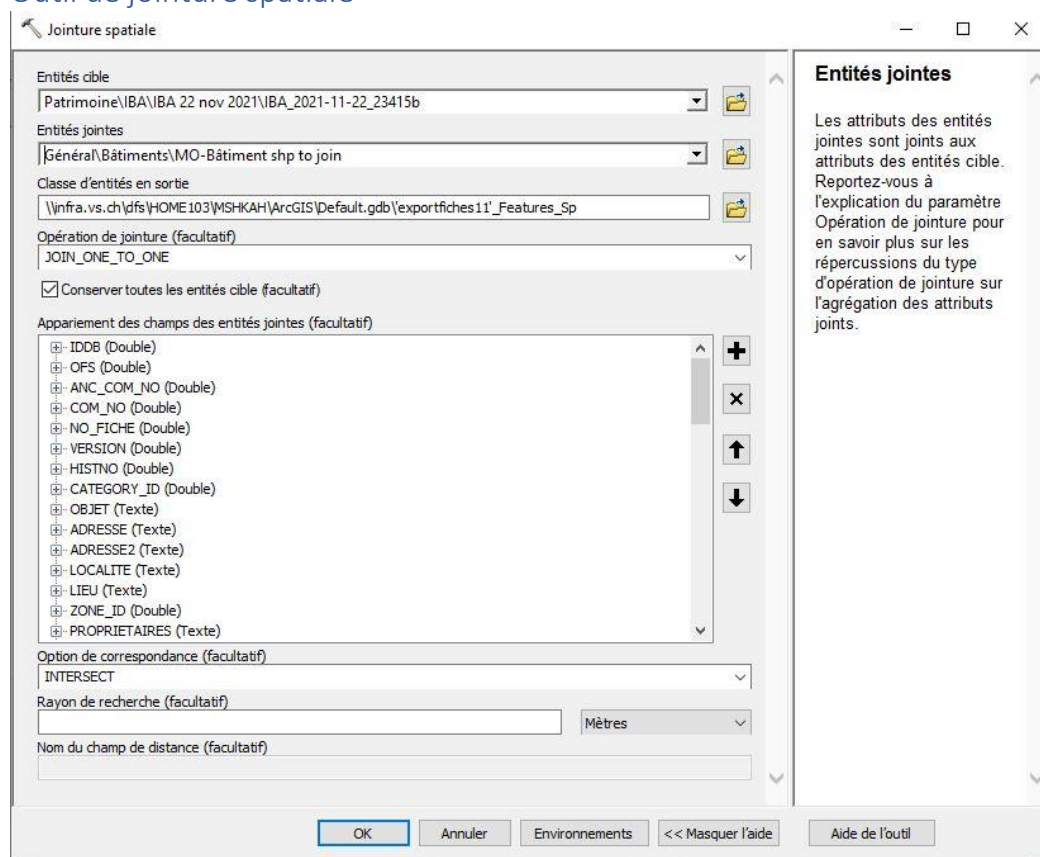 Outil de jointure spatiale
Jointure spatiale
Entités cible
Patrimoine\IBA\IBA 22 nov 2021\IBA_2021-11-22_23415b
Entités jointes
Général\Bâtiments\MO-Bâtiment shp to join
Classe d'entités en sortie
\\infra.vs.ch\dfs\HOME103\MSHKAH\ArcGIS\Default.gdb\'exportfiches11'_Features_Sp
Opération de jointure (facultatif)
JOIN_ONE_TO_ONE
Conserver toutes les entités cible (facultatif)
Appariement des champs des entités jointes (facultatif)
IDDB (Double)
OFS (Double)
ANC_COM_NO (Double)
COM_NO (Double)
NO_FICHE (Double)
VERSION (Double)
HISTNO (Double)
CATEGORY_ID (Double)
OBJET (Texte)
ADRESSE (Texte)
ADRESSE2 (Texte)
LOCALITE (Texte)
LIEU (Texte)
ZONE_ID (Double)
PROPRIETAIRES (Texte)
Option de correspondance (facultatif)
INTERSECT
Rayon de recherche (facultatif)
Mètres
Nom du champ de distance (facultatif)
OK
Annuler
Environnements
<< Masquer l'aide
Entités jointes
Les attributs des entités
jointes sont joints aux
attributs des entités cible.
Reportez-vous à
l'explication du paramètre
Opération de jointure pour
en savoir plus sur les
répercussions du type
d'opération de jointure sur
l'agrégation des attributs
joints.
Aide de l'outil